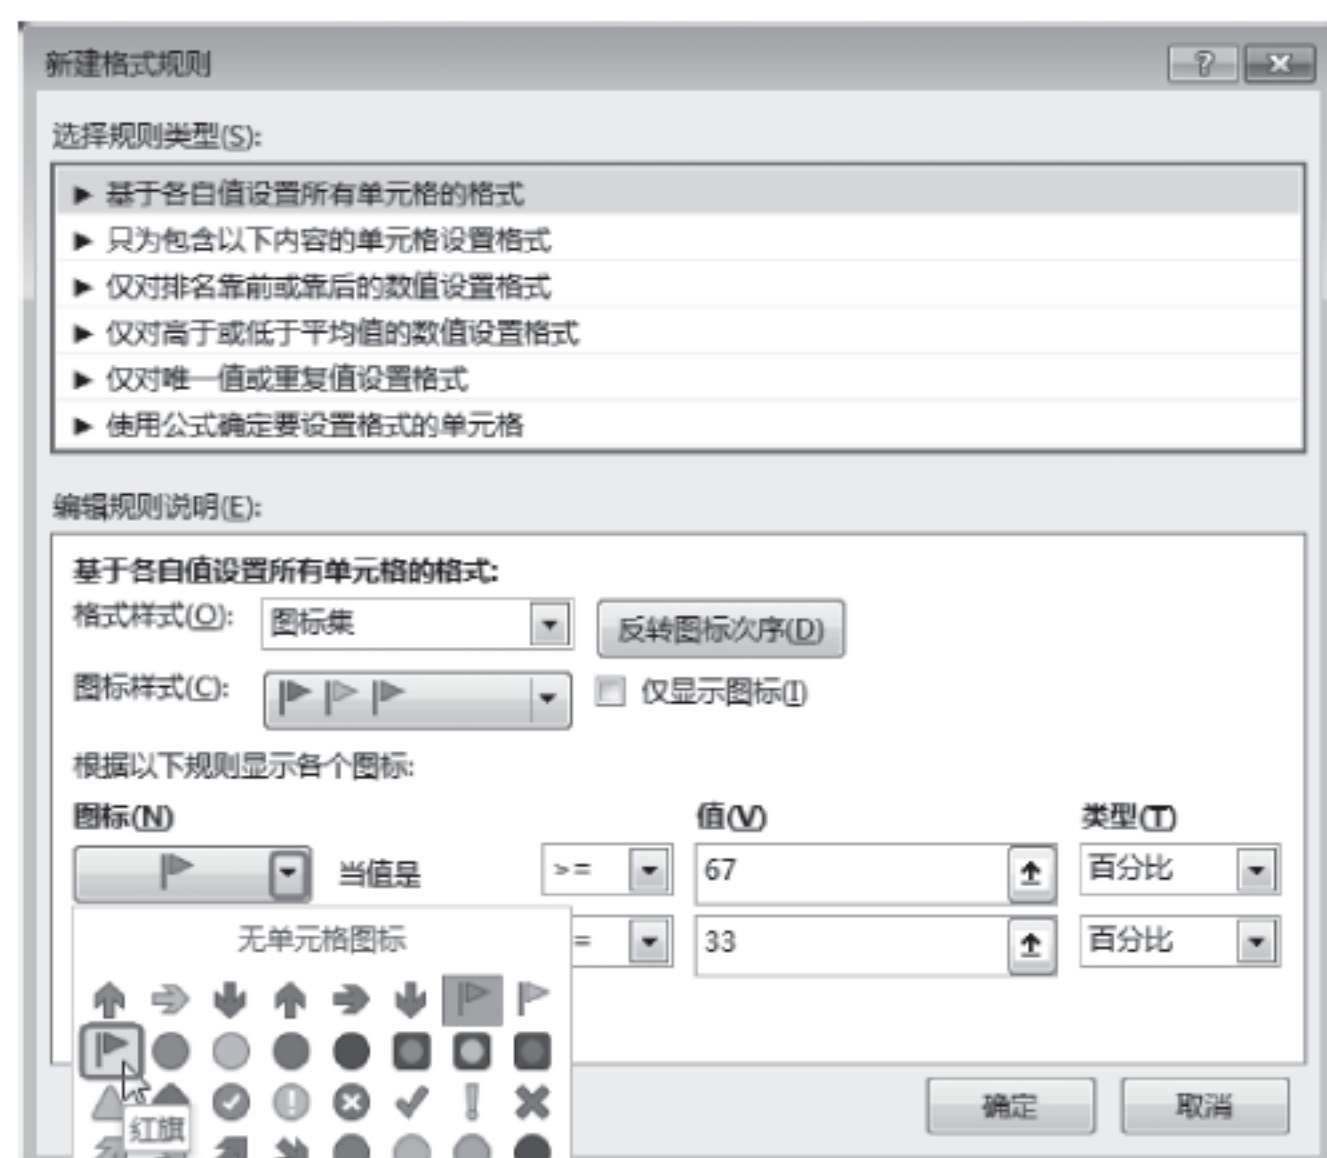 新建格式规则
选择规则类型(S):
► 基于各自值设置所有单元格的格式
► 只为包含以下内容的单元格设置格式
► 仅对排名靠前或靠后的数值设置格式
► 仅对高于或低于平均值的数值设置格式
► 仅对唯一值或重复值设置格式
► 使用公式确定要设置格式的单元格
编辑规则说明(E):
基于各自值设置所有单元格的格式:
格式样式(O): 图标集 反转图标次序(D)
图标样式(C): 仅显示图标(I)
根据以下规则显示各个图标:
图标(N) 值(V) 类型(T)
当值是 >= 67 百分比
无单元格图标 = 33 百分比
红旗
确定 取消